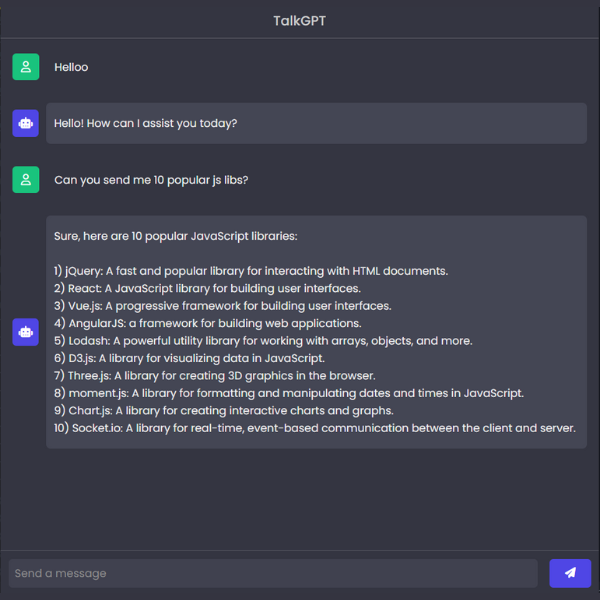 TalkGPT
Helloo
Hello! How can I assist you today?
Can you send me 10 popular js libs?
Sure, here are 10 popular JavaScript libraries:
1) jQuery: A fast and popular library for interacting with HTML documents.
2) React: A JavaScript library for building user interfaces.
3) Vue.js: A progressive framework for building user interfaces.
4) AngularJS: a framework for building web applications.
5) Lodash: A powerful utility library for working with arrays, objects, and more.
6) D3.js: A library for visualizing data in JavaScript.
7) Three.js: A library for creating 3D graphics in the browser.
8) moment.js: A library for formatting and manipulating dates and times in JavaScript.
9) Chart.js: A library for creating interactive charts and graphs.
10) Socket.io: A library for real-time, event-based communication between the client and server.
Send a message